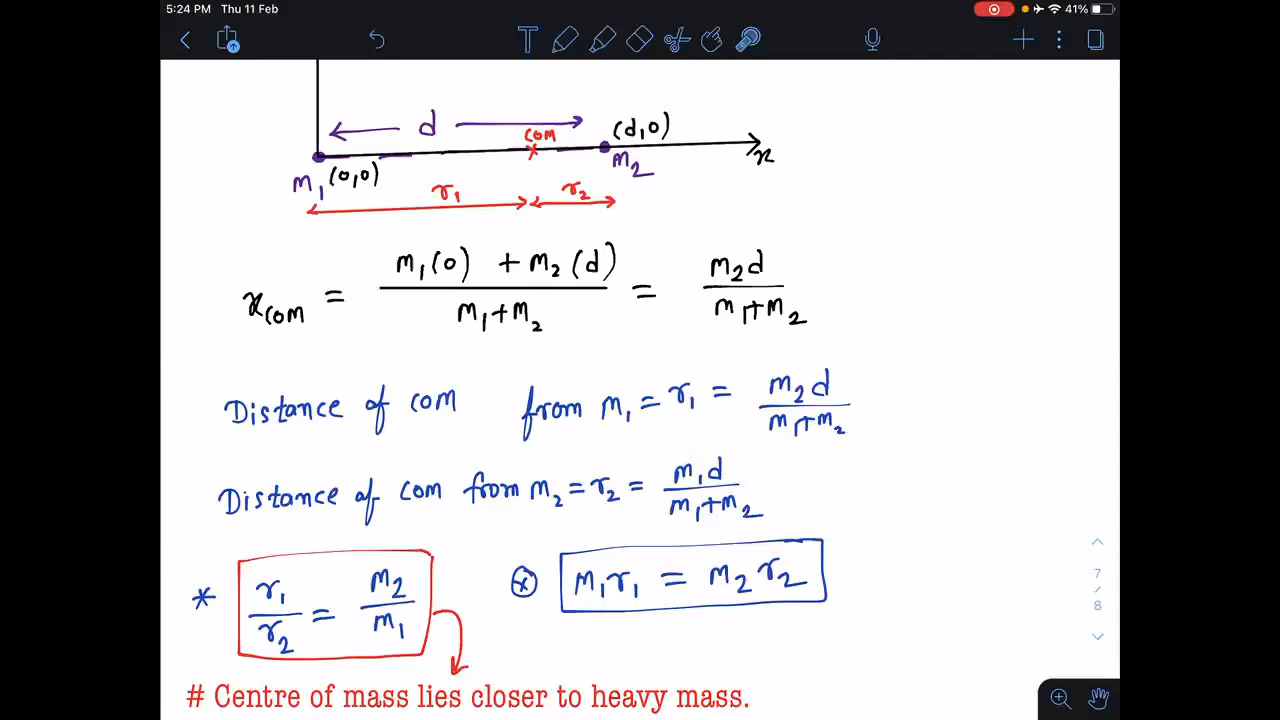 5:24 PM Thu 11 Feb 41%
d
com
(d,0)
m₁ (0,0)
m₂
x
r₁ r₂
x_COM = (m₁(0) + m₂(d))/(m₁+m₂) = m₂d/(m₁+m₂)
Distance of com from m₁ = r₁ = m₂d/(m₁+m₂)
Distance of com from m₂ = r₂ = m₁d/(m₁+m₂)
* r₁/r₂ = m₂/m₁ ⊗ m₁r₁ = m₂r₂
# Centre of mass lies closer to heavy mass.
7
/
8